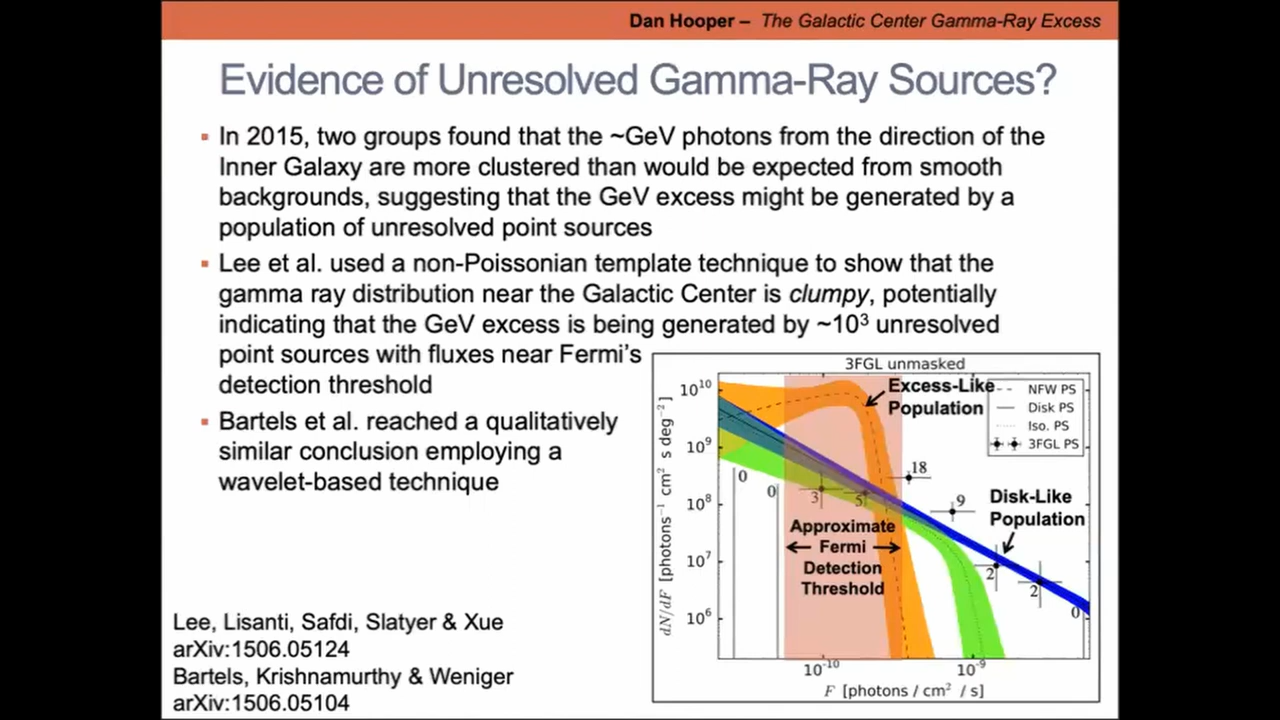 Dan Hooper – The Galactic Center Gamma-Ray Excess
Evidence of Unresolved Gamma-Ray Sources?
▪ In 2015, two groups found that the ~GeV photons from the direction of the
Inner Galaxy are more clustered than would be expected from smooth
backgrounds, suggesting that the GeV excess might be generated by a
population of unresolved point sources
▪ Lee et al. used a non-Poissonian template technique to show that the
gamma ray distribution near the Galactic Center is clumpy, potentially
indicating that the GeV excess is being generated by ~10³ unresolved
point sources with fluxes near Fermi's
detection threshold
▪ Bartels et al. reached a qualitatively
similar conclusion employing a
wavelet-based technique
Lee, Lisanti, Safdi, Slatyer & Xue
arXiv:1506.05124
Bartels, Krishnamurthy & Weniger
arXiv:1506.05104
3FGL unmasked
dN/dF [photons⁻¹ cm² s deg⁻²]
10¹⁰
10⁹
10⁸
10⁷
10⁶
Excess-Like
Population
NFW PS
Disk PS
Iso. PS
3FGL PS
0
0
3
5
18
9
2
2
0
Disk-Like
Population
Approximate
Fermi
Detection
Threshold
10⁻¹⁰
10⁻⁹
F [photons / cm² / s]